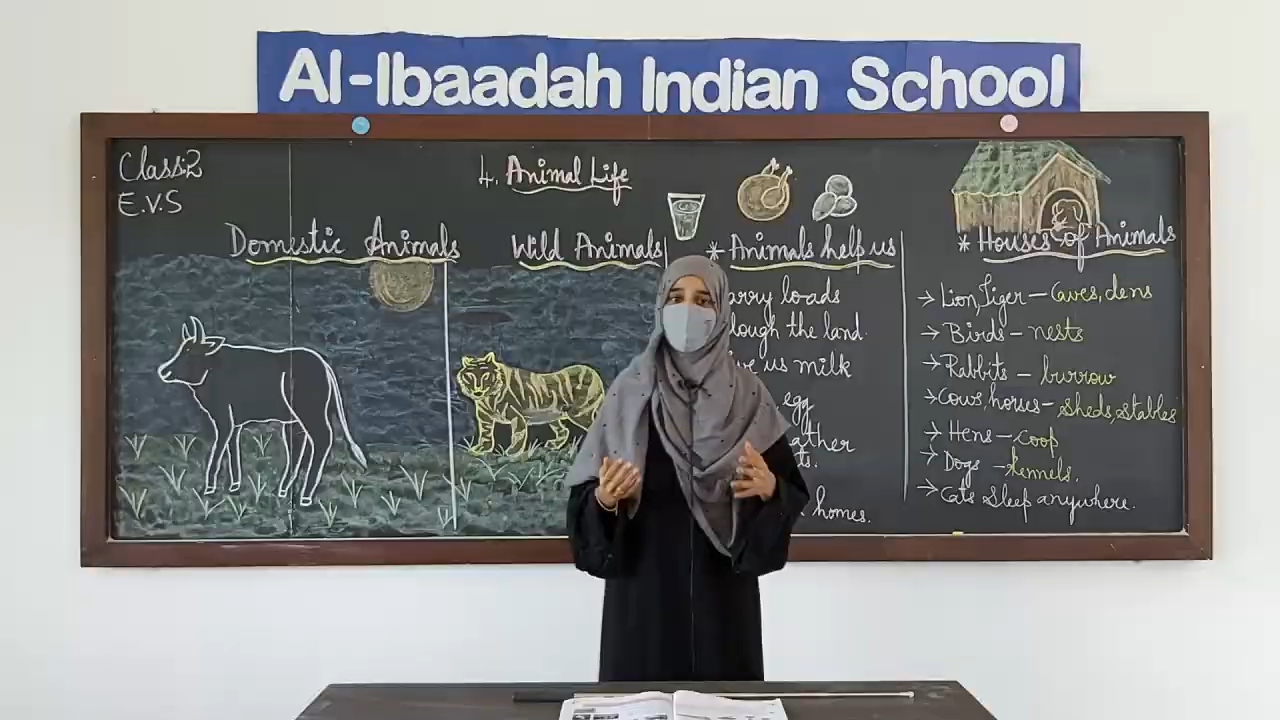 Al-Ibaadah Indian School
Class:2
E.V.S
4. Animal Life
Domestic Animals
Wild Animals
* Animals help us
arry loads
lough the land.
ve us milk
egg
ather
ts.
homes.
* Houses of Animals
→ Lion, Tiger – Caves, dens
→ Birds – nests
→ Rabbits – burrow
→ Cows, horses – sheds, stables
→ Hens – coop
→ Dogs – kennels.
→ Cats sleep anywhere.